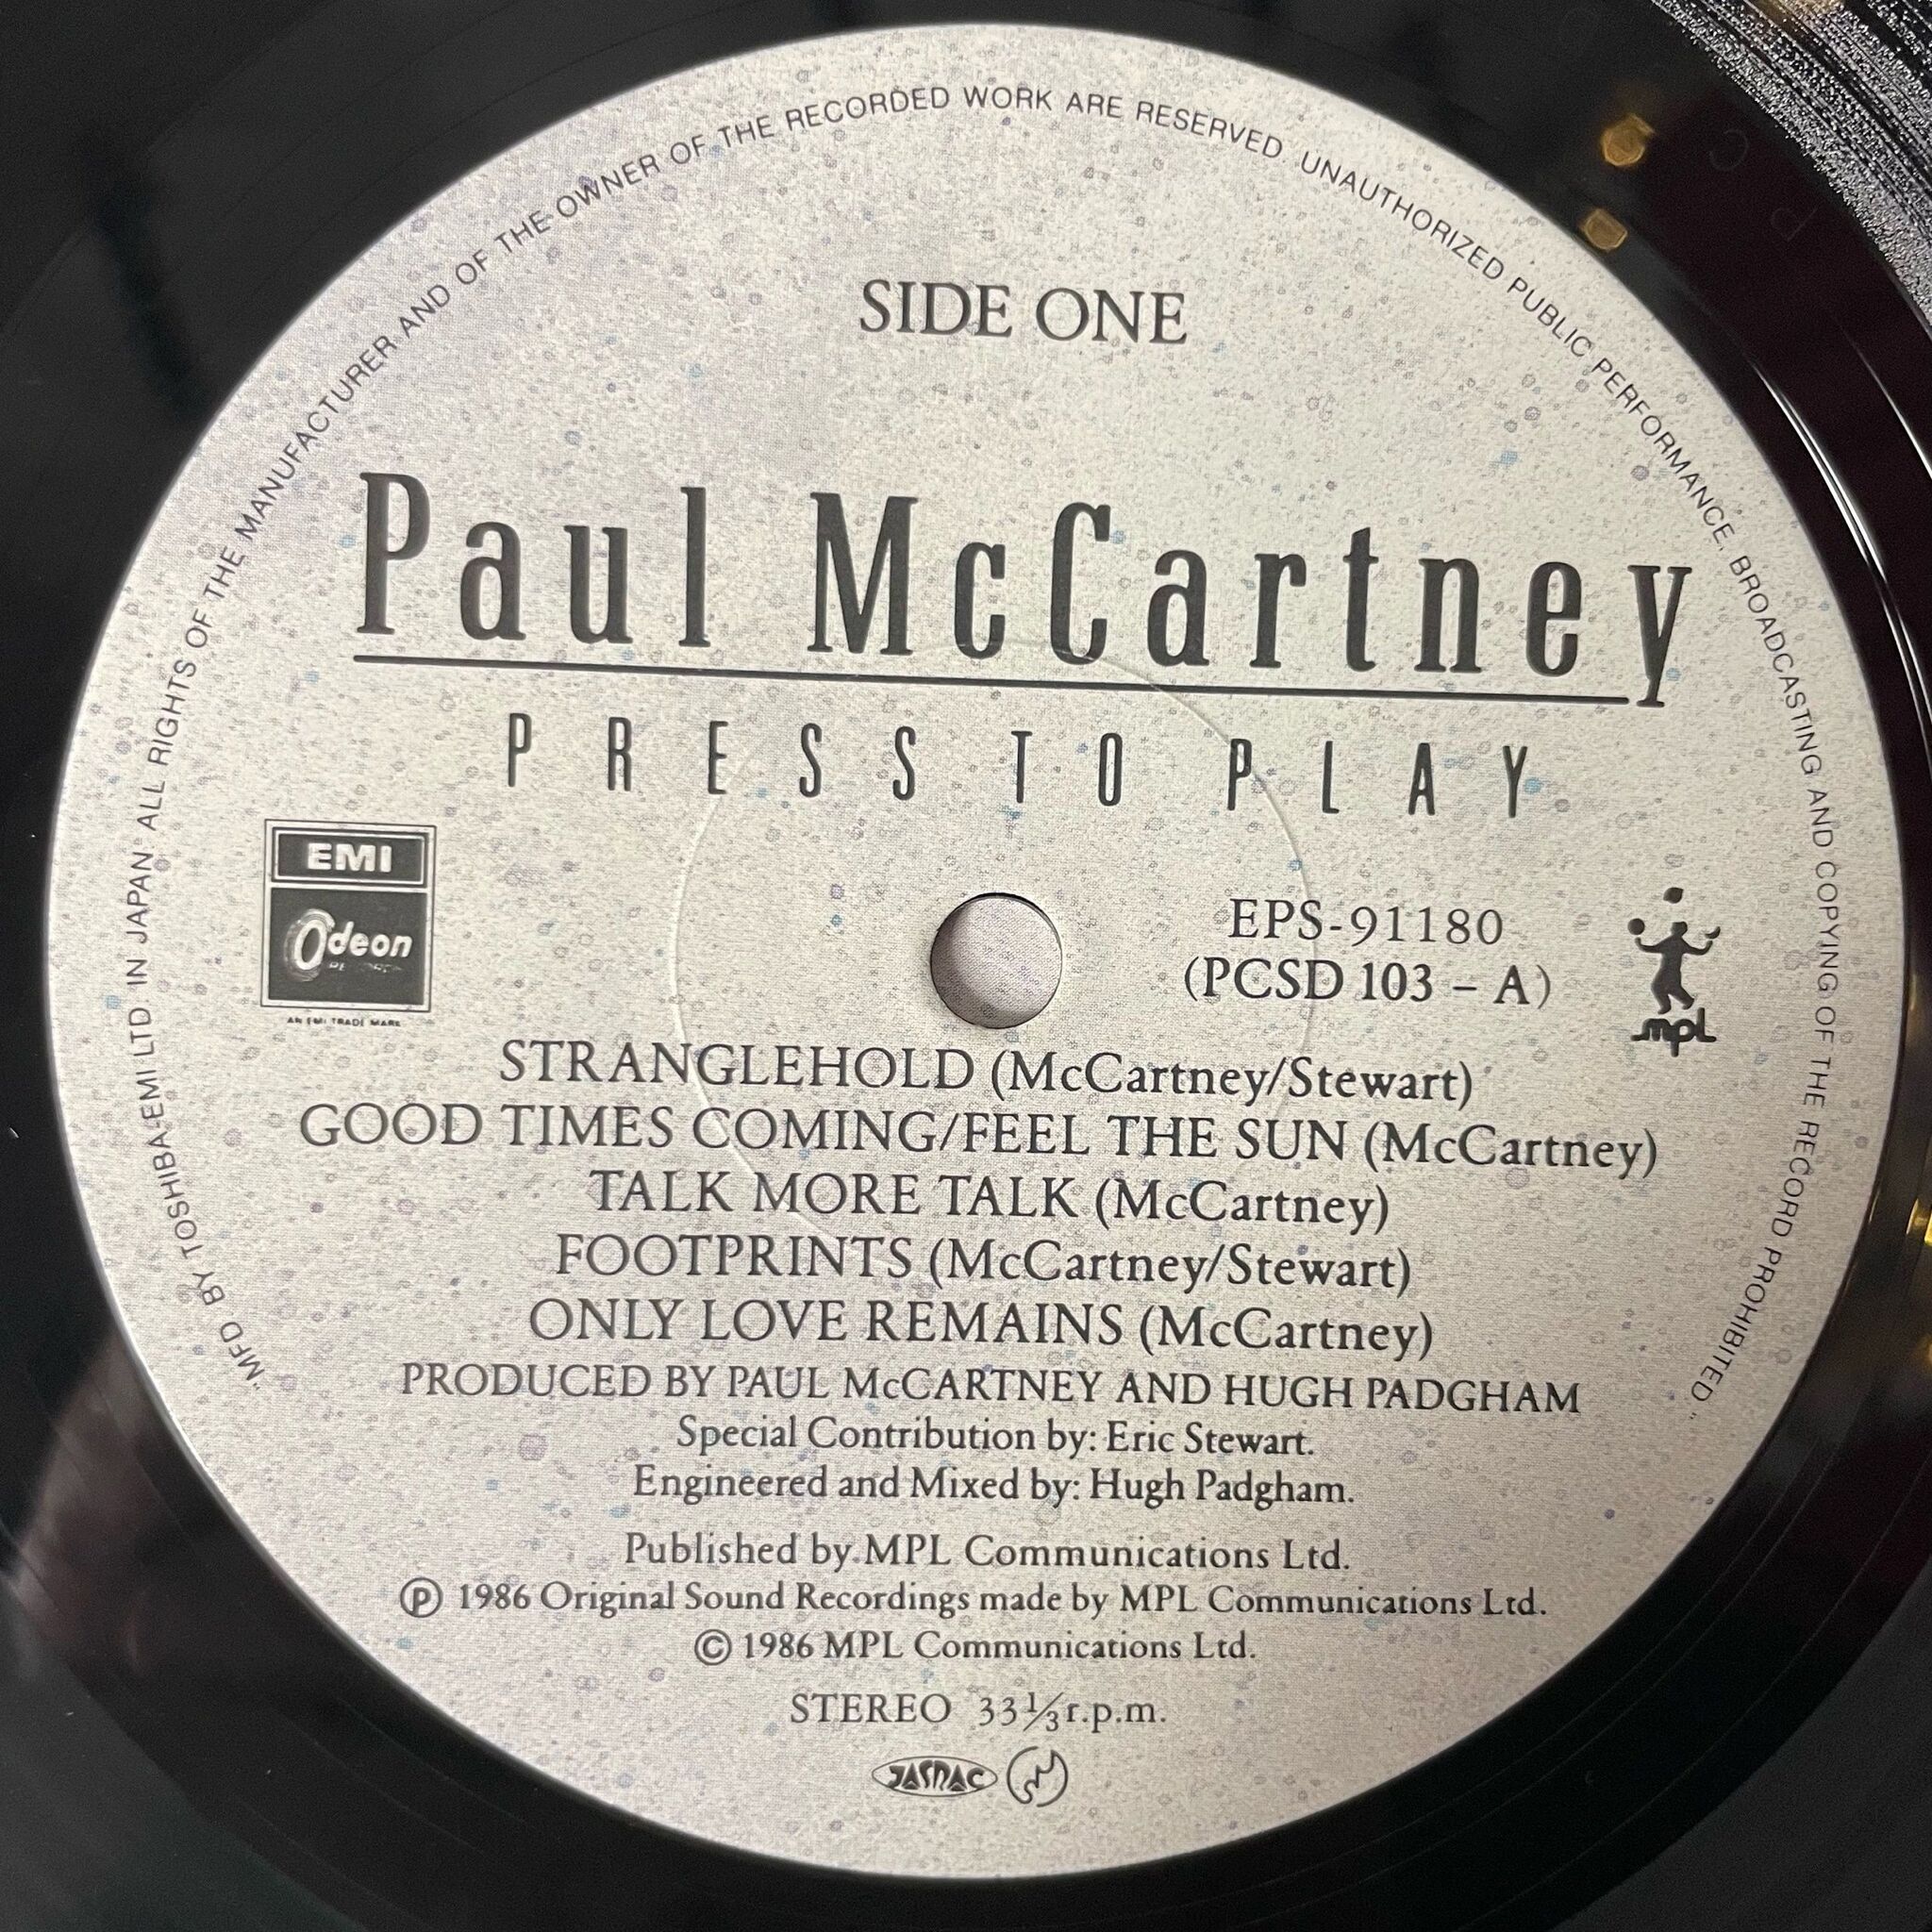 "MFD. BY TOSHIBA-EMI LTD. IN JAPAN. ALL RIGHTS OF THE MANUFACTURER AND OF THE OWNER OF THE RECORDED WORK ARE RESERVED. UNAUTHORIZED PUBLIC PERFORMANCE. BROADCASTING AND COPYING OF THE RECORD PROHIBITED."
SIDE ONE
Paul McCartney
PRESS TO PLAY
EMI
Odeon
AN EMI TRADE MARK
EPS-91180
(PCSD 103 – A)
mpl
STRANGLEHOLD (McCartney/Stewart)
GOOD TIMES COMING/FEEL THE SUN (McCartney)
TALK MORE TALK (McCartney)
FOOTPRINTS (McCartney/Stewart)
ONLY LOVE REMAINS (McCartney)
PRODUCED BY PAUL McCARTNEY AND HUGH PADGHAM
Special Contribution by: Eric Stewart.
Engineered and Mixed by: Hugh Padgham.
Published by MPL Communications Ltd.
Ⓟ 1986 Original Sound Recordings made by MPL Communications Ltd.
© 1986 MPL Communications Ltd.
STEREO 33⅓ r.p.m.
JASRAC